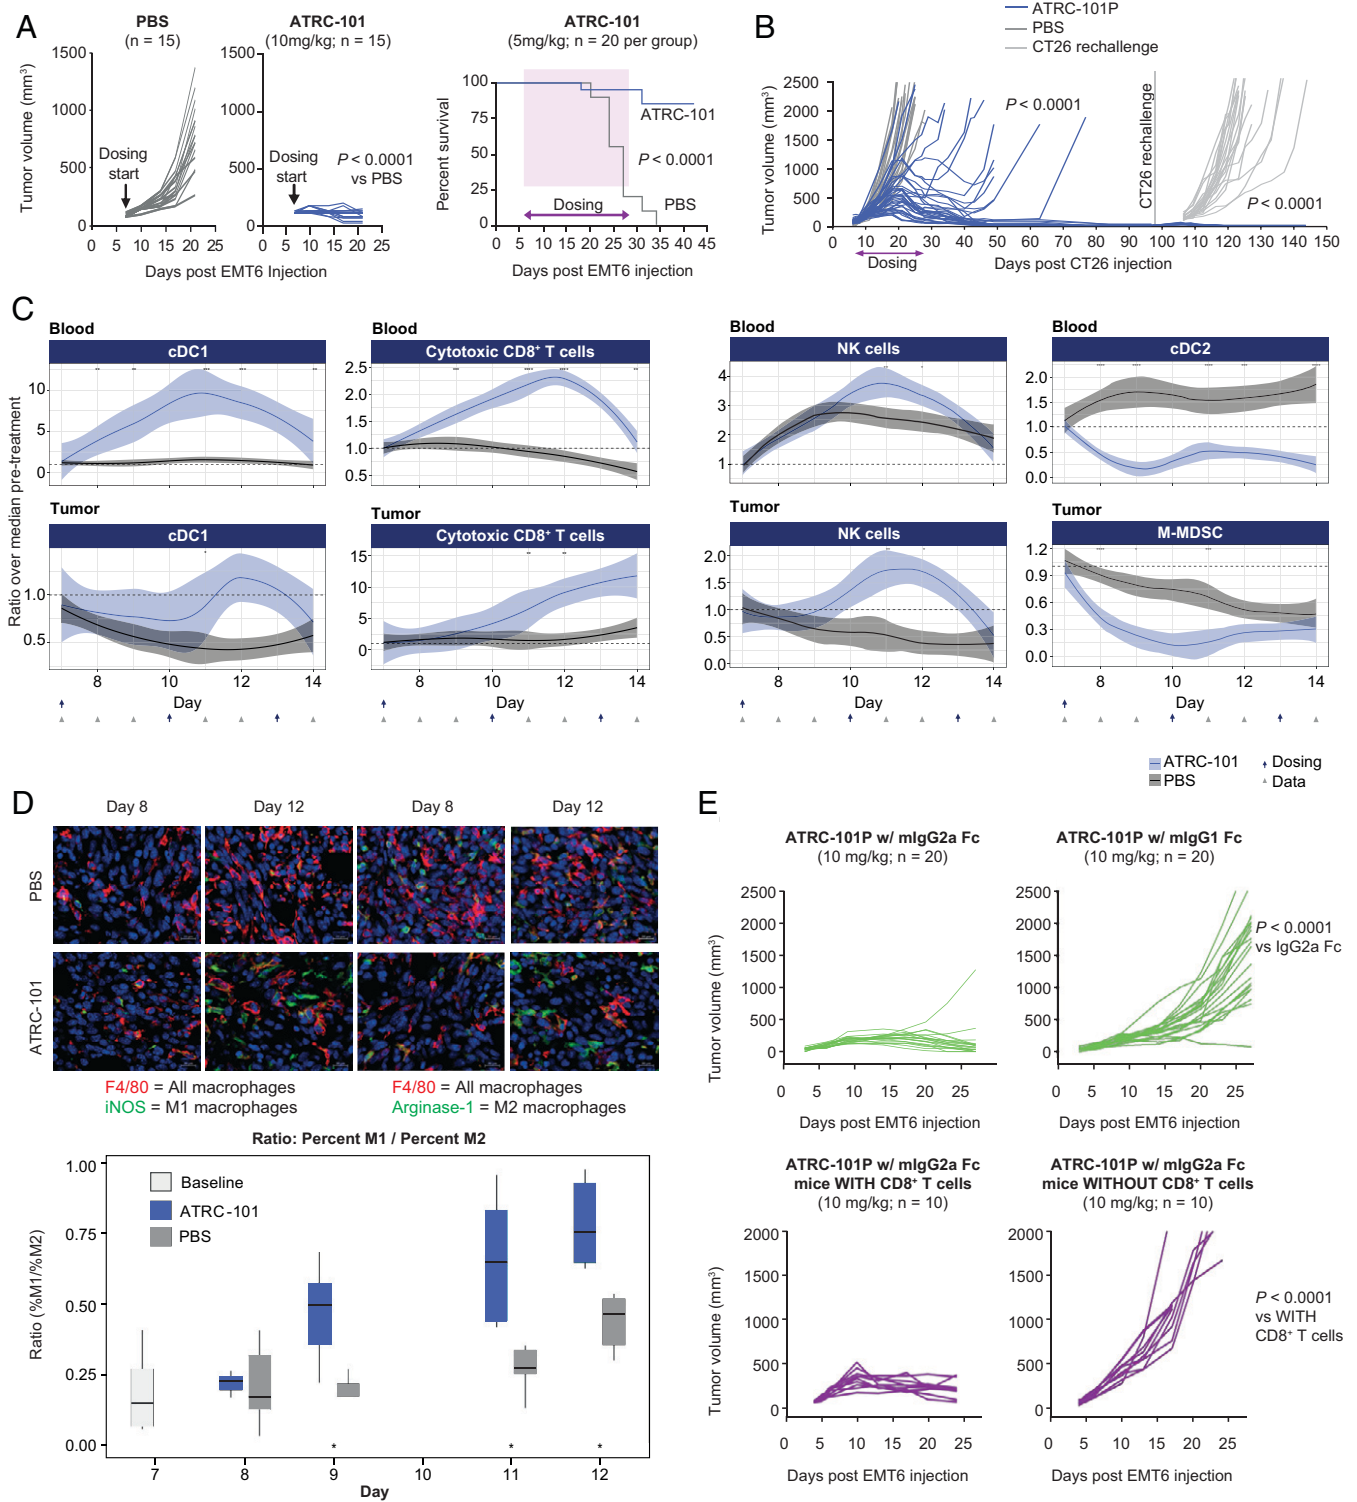 A
PBS
(n = 15)
ATRC-101
(10mg/kg; n = 15)
ATRC-101
(5mg/kg; n = 20 per group)
Tumor volume (mm³)
1500
1000
500
0
Dosing
start
0 5 10 15 20 25
1500
1000
500
0
Dosing
start
P < 0.0001
vs PBS
0 5 10 15 20 25
Days post EMT6 Injection
Percent survival
100
75
50
25
0
ATRC-101
P < 0.0001
PBS
Dosing
0 5 10 15 20 25 30 35 40 45
Days post EMT6 injection
B
ATRC-101P
PBS
CT26 rechallenge
Tumor volume (mm³)
2500
2000
1500
1000
500
0
P < 0.0001
CT26 rechallenge
P < 0.0001
0 10 20 30 40 50 60 70 80 90 100 110 120 130 140 150
Dosing
Days post CT26 injection
C
Ratio over median pre-treatment
Blood
cDC1
10
5
0
Blood
Cytotoxic CD8⁺ T cells
2.5
2.0
1.5
1.0
0.5
Blood
NK cells
4
3
2
1
Blood
cDC2
2.0
1.5
1.0
0.5
0.0
Tumor
cDC1
1.0
0.5
8 10 12 14
Day
Tumor
Cytotoxic CD8⁺ T cells
15
10
5
0
8 10 12 14
Day
Tumor
NK cells
2.0
1.5
1.0
0.5
0.0
8 10 12 14
Day
Tumor
M-MDSC
1.2
0.9
0.6
0.3
0.0
8 10 12 14
Day
ATRC-101
PBS
Dosing
Data
D
Day 8
Day 12
Day 8
Day 12
PBS
ATRC-101
F4/80 = All macrophages
iNOS = M1 macrophages
F4/80 = All macrophages
Arginase-1 = M2 macrophages
Ratio: Percent M1 / Percent M2
Ratio (%M1/%M2)
1.00
0.75
0.50
0.25
0.00
Baseline
ATRC-101
PBS
* * *
7 8 9 10 11 12
Day
E
ATRC-101P w/ mIgG2a Fc
(10 mg/kg; n = 20)
Tumor volume (mm³)
2500
2000
1500
1000
500
0
0 5 10 15 20 25
Days post EMT6 injection
ATRC-101P w/ mIgG1 Fc
(10 mg/kg; n = 20)
2500
2000
1500
1000
500
0
P < 0.0001
vs IgG2a Fc
0 5 10 15 20 25
Days post EMT6 injection
ATRC-101P w/ mIgG2a Fc
mice WITH CD8⁺ T cells
(10 mg/kg; n = 10)
Tumor volume (mm³)
2000
1500
1000
500
0
0 5 10 15 20 25
Days post EMT6 injection
ATRC-101P w/ mIgG2a Fc
mice WITHOUT CD8⁺ T cells
(10 mg/kg; n = 10)
2000
1500
1000
500
0
P < 0.0001
vs WITH
CD8⁺ T cells
0 5 10 15 20 25
Days post EMT6 injection